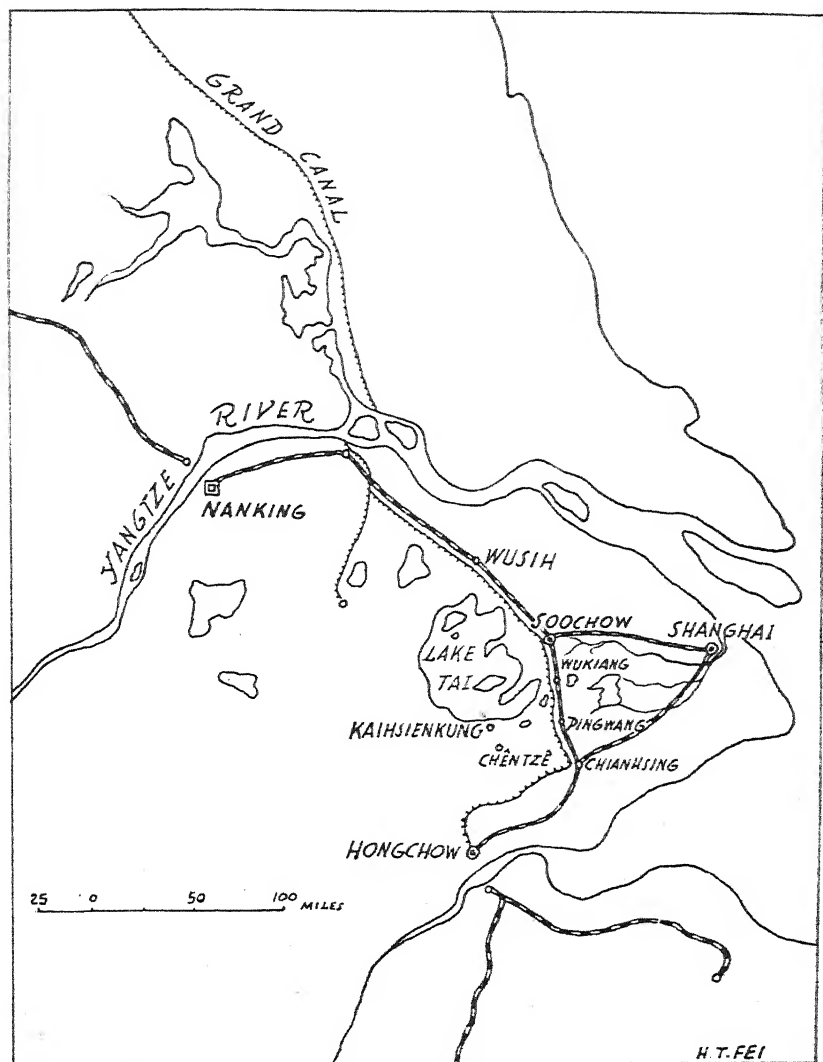 GRAND
CANAL
RIVER
YANGTZE
NANKING
WUSIH
SOOCHOW
SHANGHAI
LAKE
TAI
WUKIANG
KAIHSIENKUNG
PINGWANG
CHÊNTZÊ
CHIANHSING
HONGCHOW
25 0 50 100 MILES
H.T.FEI